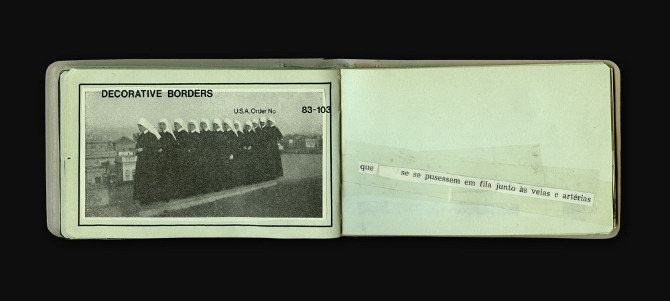 DECORATIVE BORDERS
U.S.A. Order No 83-103
que se se pusessem em fila junto às veias e artérias